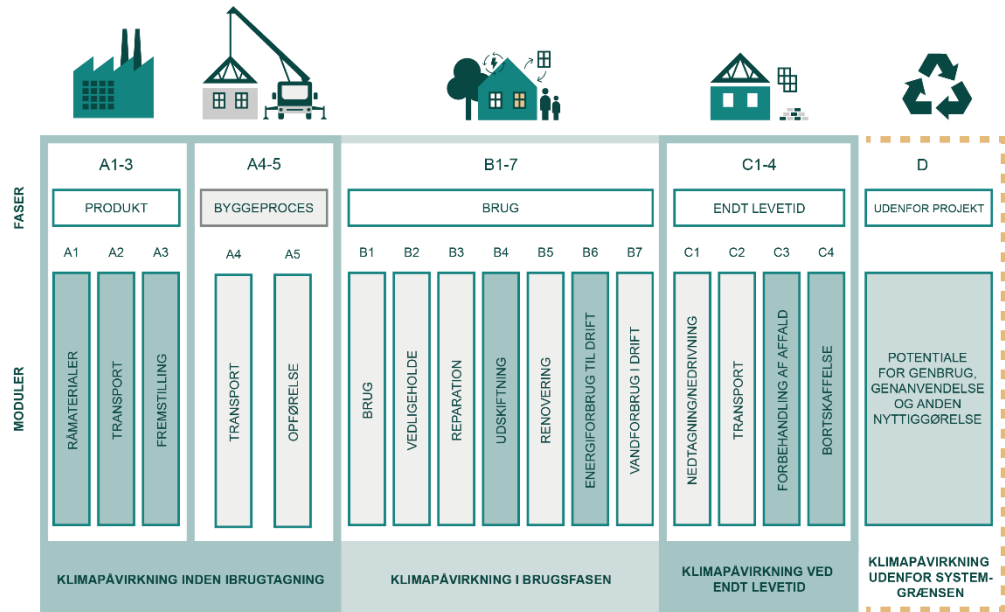 A1-3
A4-5
B1-7
C1-4
D
FASER
PRODUKT
BYGGEPROCES
BRUG
ENDT LEVETID
UDENFOR PROJEKT
A1
A2
A3
A4
A5
B1
B2
B3
B4
B5
B6
B7
C1
C2
C3
C4
MODULER
RÅMATERIALER
TRANSPORT
FREMSTILLING
TRANSPORT
OPFØRELSE
BRUG
VEDLIGEHOLDE
REPARATION
UDSKIFTNING
RENOVERING
ENERGIFORBRUG TIL DRIFT
VANDFORBRUG I DRIFT
NEDTAGNING/NEDRIVNING
TRANSPORT
FORBEHANDLING AF AFFALD
BORTSKAFFELSE
POTENTIALE
FOR GENBRUG,
GENANVENDELSE
OG ANDEN
NYTTIGGØRELSE
KLIMAPÅVIRKNING INDEN IBRUGTAGNING
KLIMAPÅVIRKNING I BRUGSFASEN
KLIMAPÅVIRKNING VED
ENDT LEVETID
KLIMAPÅVIRKNING
UDENFOR SYSTEM-
GRÆNSEN